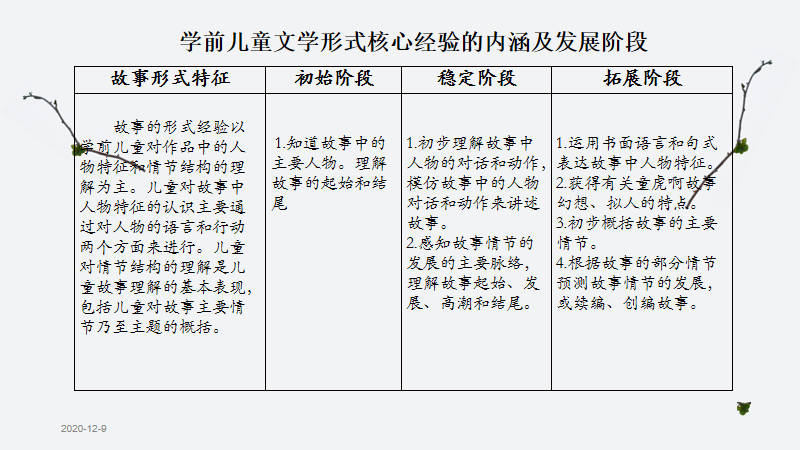 学前儿童文学形式核心经验的内涵及发展阶段
故事形式特征
初始阶段
稳定阶段
拓展阶段
故事的形式经验以
学前儿童对作品中的人
物特征和情节结构的理
解为主。儿童对故事中
人物特征的认识主要通
过对人物的语言和行动
两个方面来进行。儿童
对情节结构的理解是儿
童故事理解的基本表现，
包括儿童对故事主要情
节乃至主题的概括。
1.知道故事中的
主要人物。理解
故事的起始和结
尾
1.初步理解故事中
人物的对话和动作，
模仿故事中的人物
对话和动作来讲述
故事。
2.感知故事情节的
发展的主要脉络，
理解故事起始、发
展、高潮和结尾。
1.运用书面语言和句式
表达故事中人物特征。
2.获得有关童虎啊故事
幻想、拟人的特点。
3.初步概括故事的主要
情节。
4.根据故事的部分情节
预测故事情节的发展，
或续编、创编故事。
2020-12-9